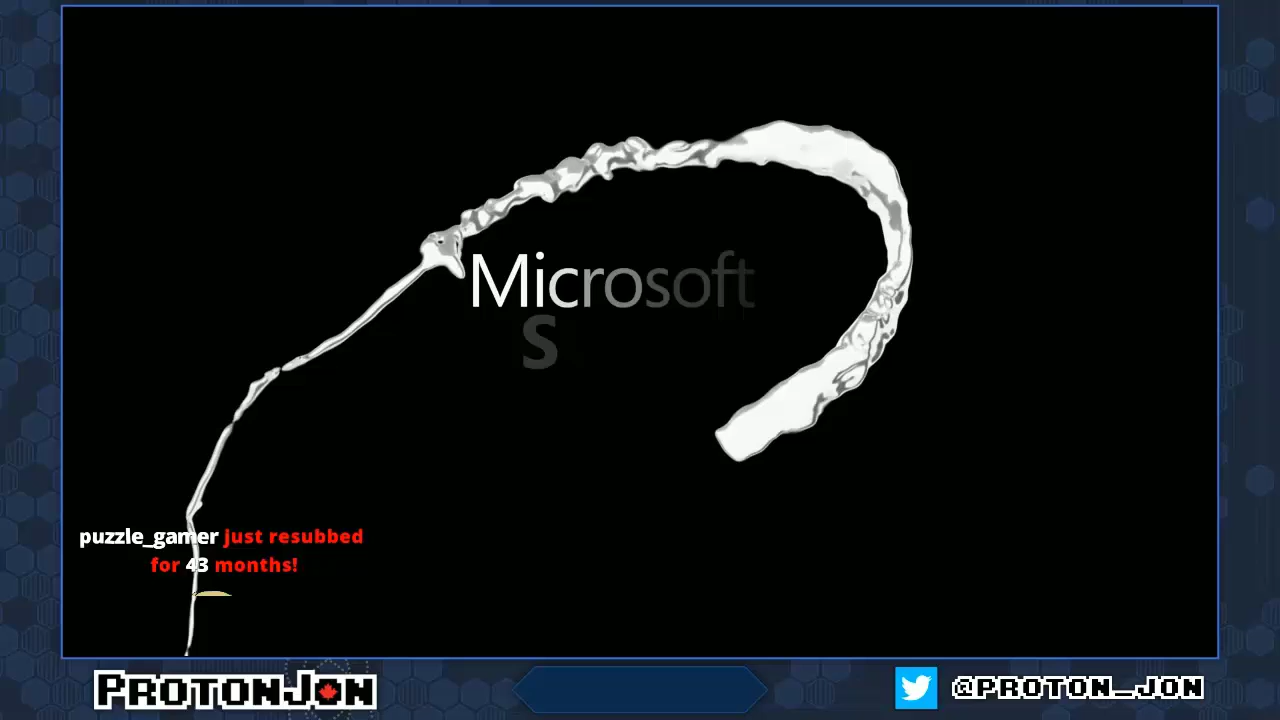 Microsoft
S
puzzle_gamer just resubbed
for 43 months!
PROTONJON
@PROTON_JON